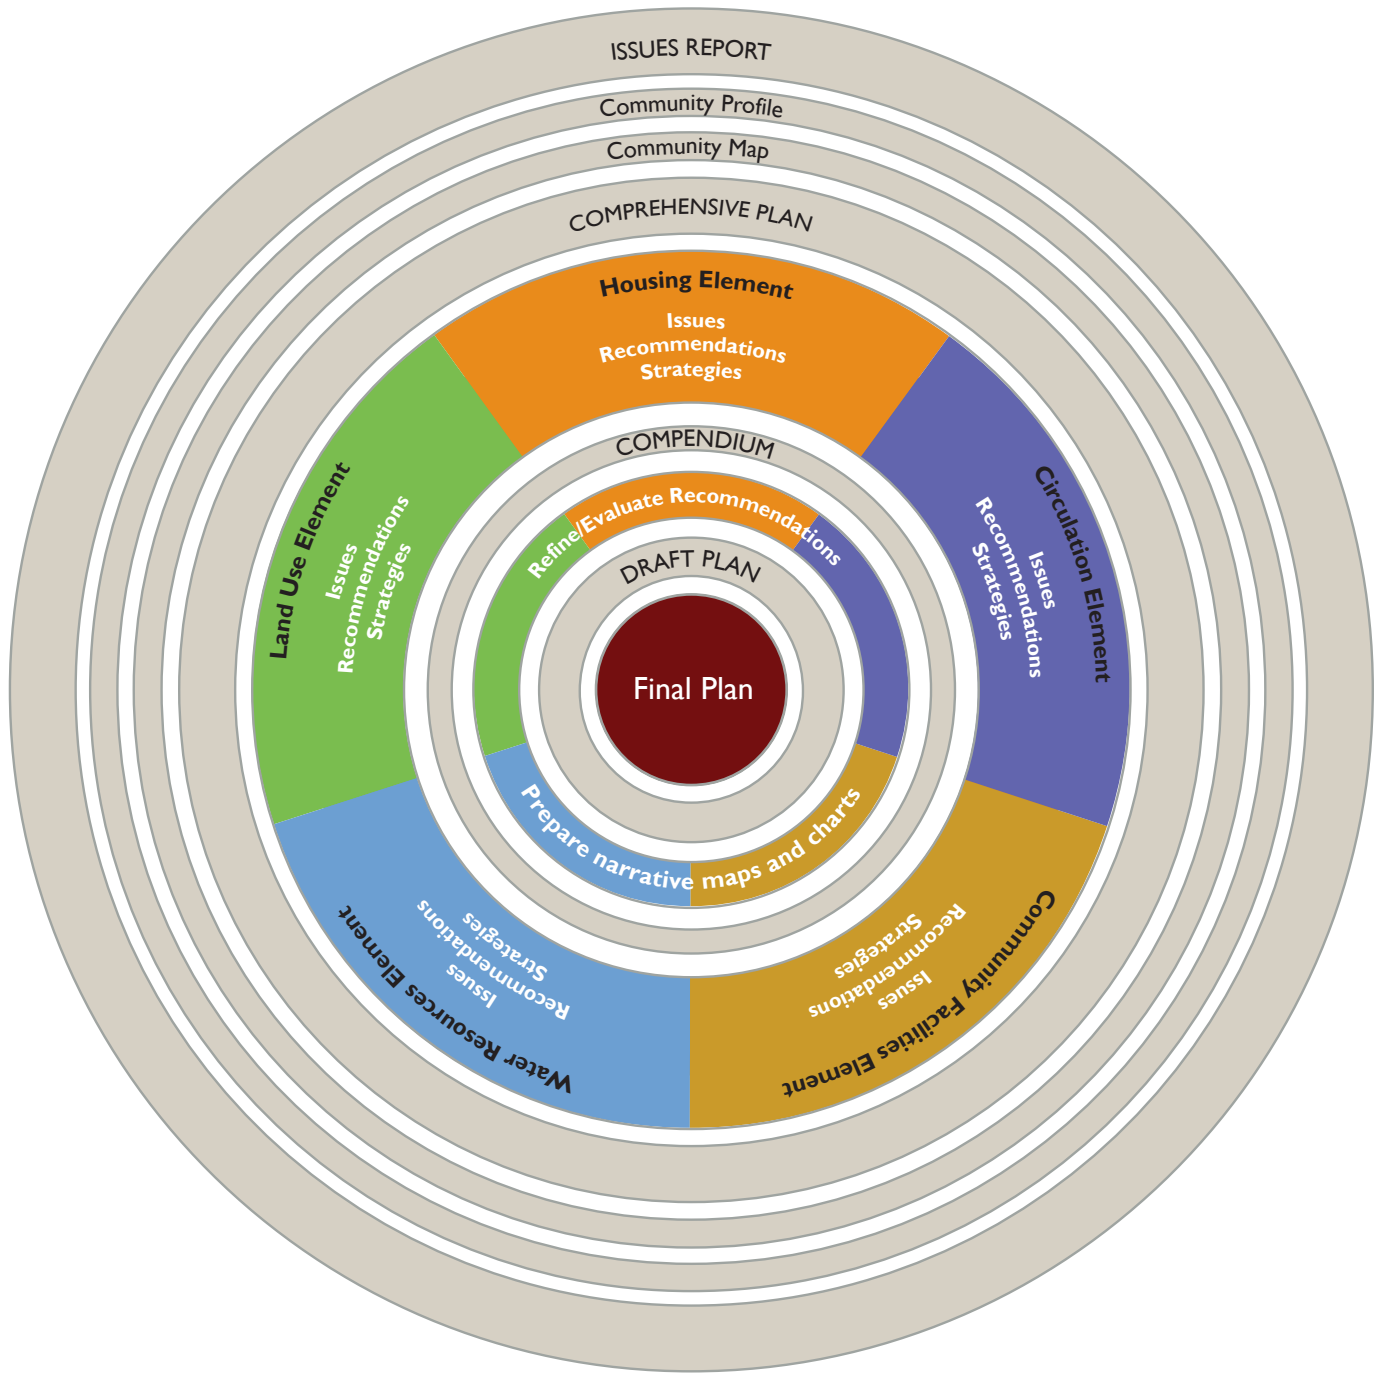 ISSUES REPORT
Community Profile
Community Map
COMPREHENSIVE PLAN
Housing Element
Issues
Recommendations
Strategies
Circulation Element
Issues
Recommendations
Strategies
Community Facilities Element
Issues
Recommendations
Strategies
Water Resources Element
Issues
Recommendations
Strategies
Land Use Element
Issues
Recommendations
Strategies
COMPENDIUM
Refine/Evaluate Recommendations
Prepare narrative maps and charts
DRAFT PLAN
Final Plan